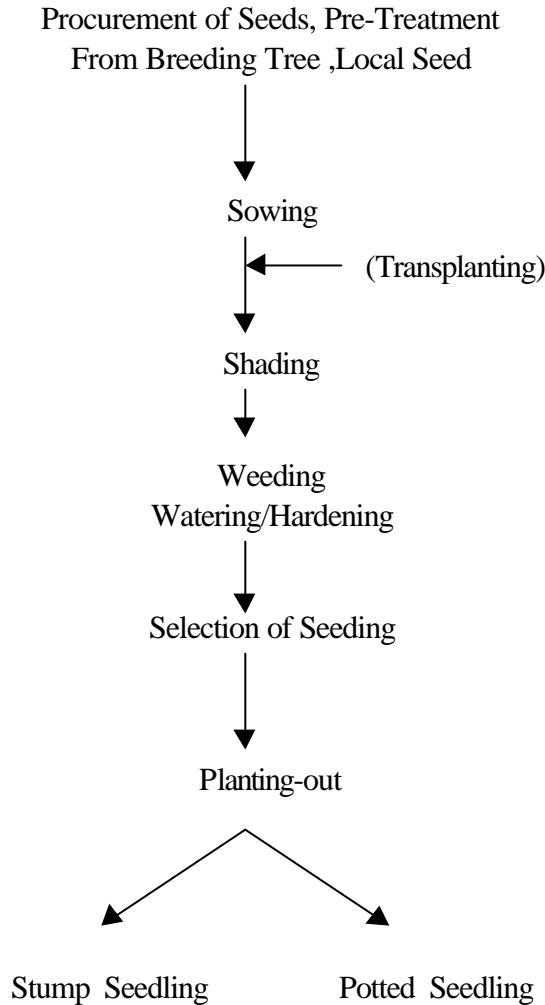 Procurement of Seeds, Pre-Treatment
From Breeding Tree ,Local Seed
Sowing
(Transplanting)
Shading
Weeding
Watering/Hardening
Selection of Seeding
Planting-out
Stump Seedling
Potted Seedling